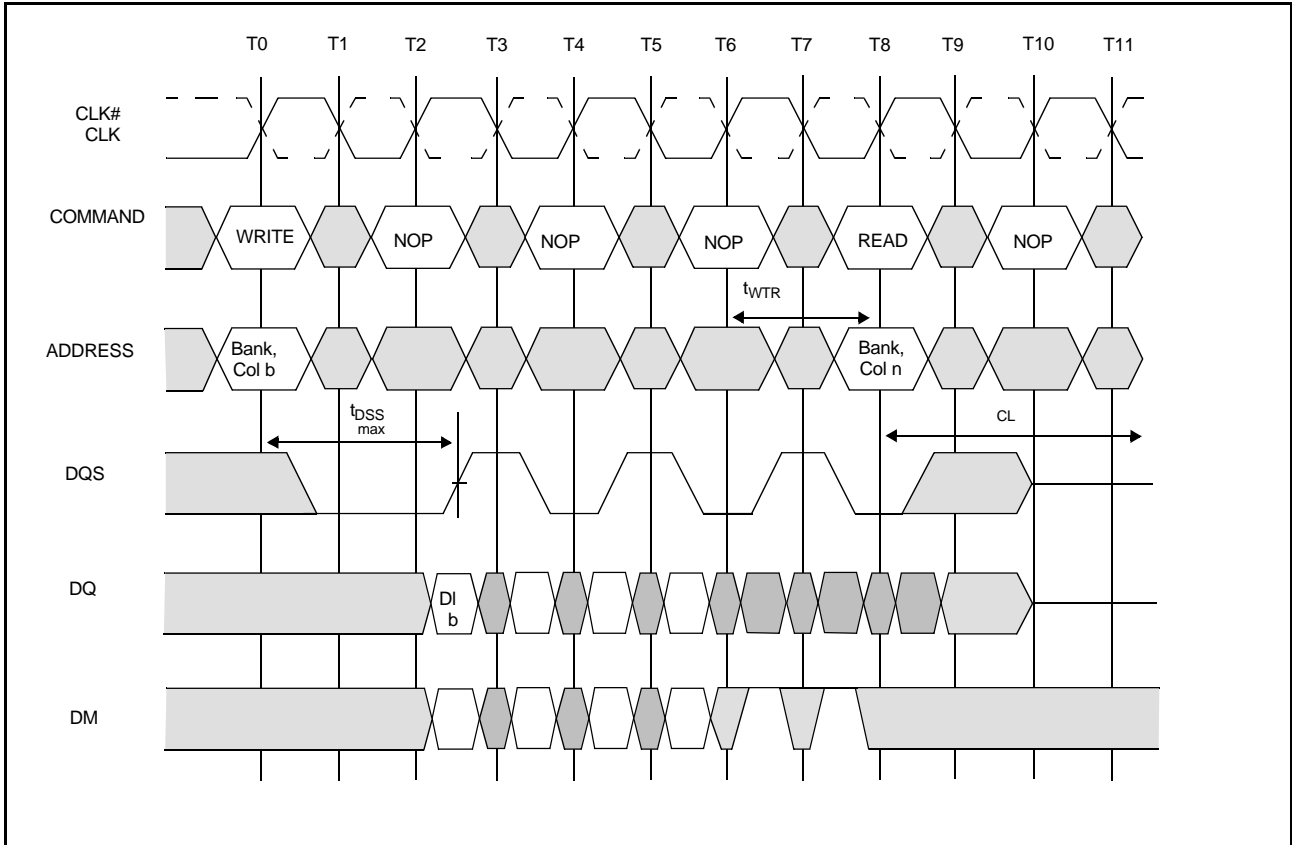 T0 T1 T2 T3 T4 T5 T6 T7 T8 T9 T10 T11
CLK#
CLK
COMMAND
WRITE NOP NOP NOP READ NOP
tWTR
ADDRESS
Bank,
Col b
Bank,
Col n
tDSS
max
CL
DQS
DQ
DI
b
DM